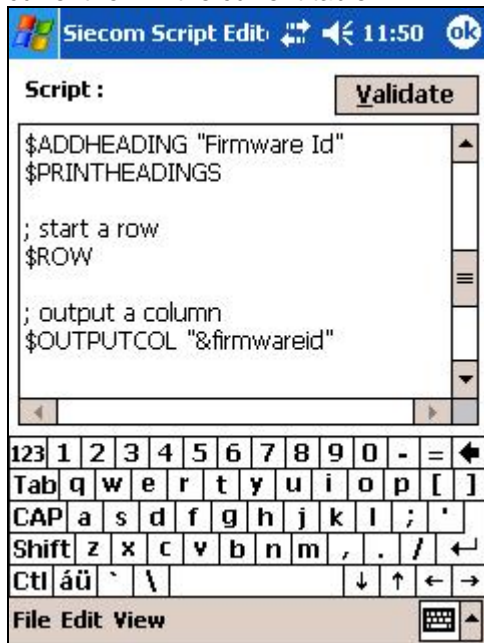 Siecom Script Edit 11:50 ok
Script :
Validate
$ADDHEADING "Firmware Id"
$PRINTHEADINGS
; start a row
$ROW
; output a column
$OUTPUTCOL "&firmwareid"
123 1 2 3 4 5 6 7 8 9 0 - =
Tab q w e r t y u i o p [ ]
CAP a s d f g h j k l ; '
Shift z x c v b n m , . /
Ctl áü ` \
File Edit View